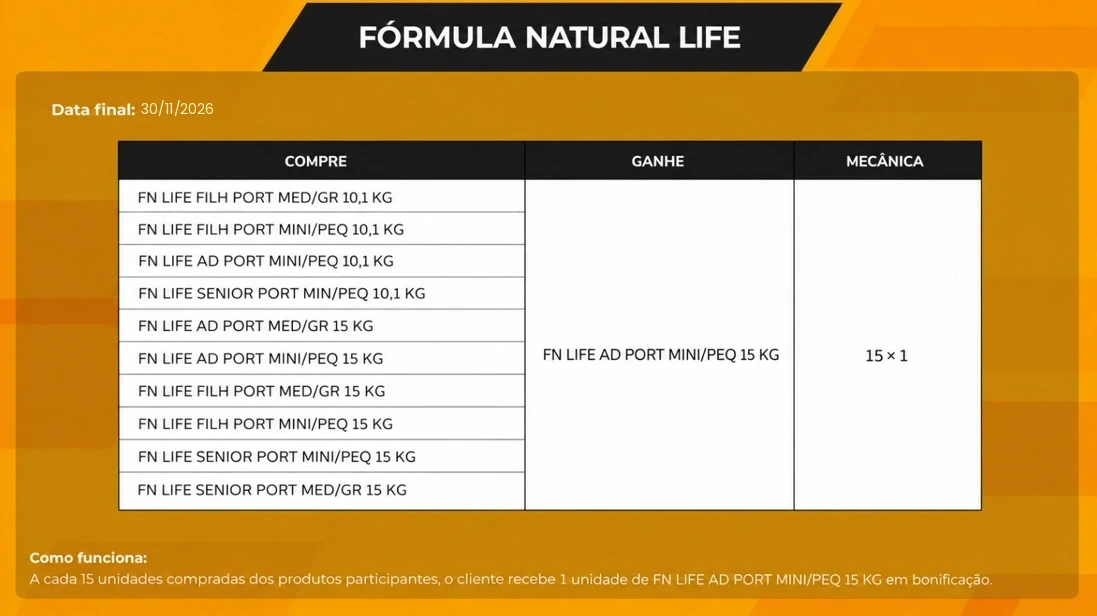 FÓRMULA NATURAL LIFE
Data final: 30/11/2026
COMPRE GANHE MECÂNICA
FN LIFE FILH PORT MED/GR 10,1 KG
FN LIFE FILH PORT MINI/PEQ 10,1 KG
FN LIFE AD PORT MINI/PEQ 10,1 KG
FN LIFE SENIOR PORT MIN/PEQ 10,1 KG
FN LIFE AD PORT MED/GR 15 KG
FN LIFE AD PORT MINI/PEQ 15 KG
FN LIFE FILH PORT MED/GR 15 KG
FN LIFE FILH PORT MINI/PEQ 15 KG
FN LIFE SENIOR PORT MINI/PEQ 15 KG
FN LIFE SENIOR PORT MED/GR 15 KG
FN LIFE AD PORT MINI/PEQ 15 KG
15 × 1
Como funciona:
A cada 15 unidades compradas dos produtos participantes, o cliente recebe 1 unidade de FN LIFE AD PORT MINI/PEQ 15 KG em bonificação.